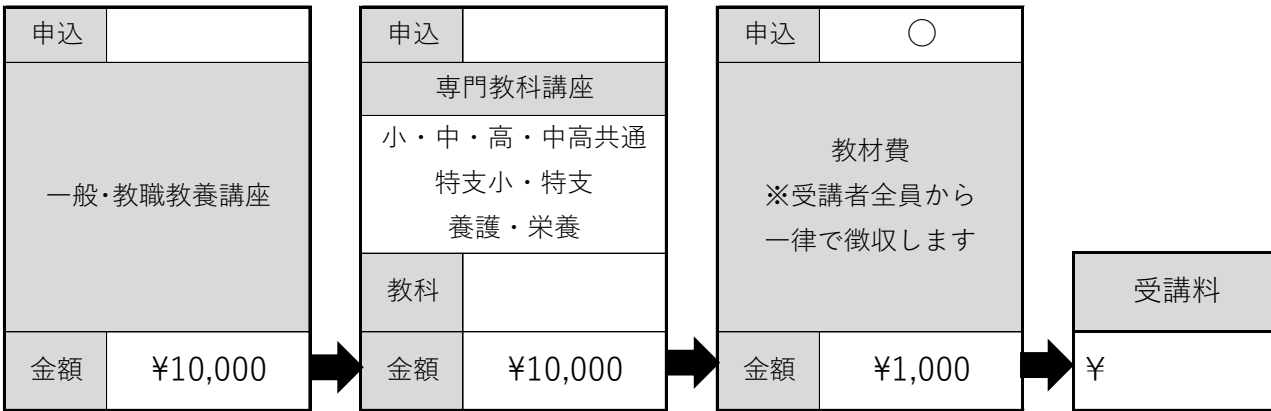 申込
一般・教職教養講座
金額 ¥10,000
申込
専門教科講座
小・中・高・中高共通
特支小・特支
養護・栄養
教科
金額 ¥10,000
申込 ○
教材費
※受講者全員から
一律で徴収します
金額 ¥1,000
受講料
¥